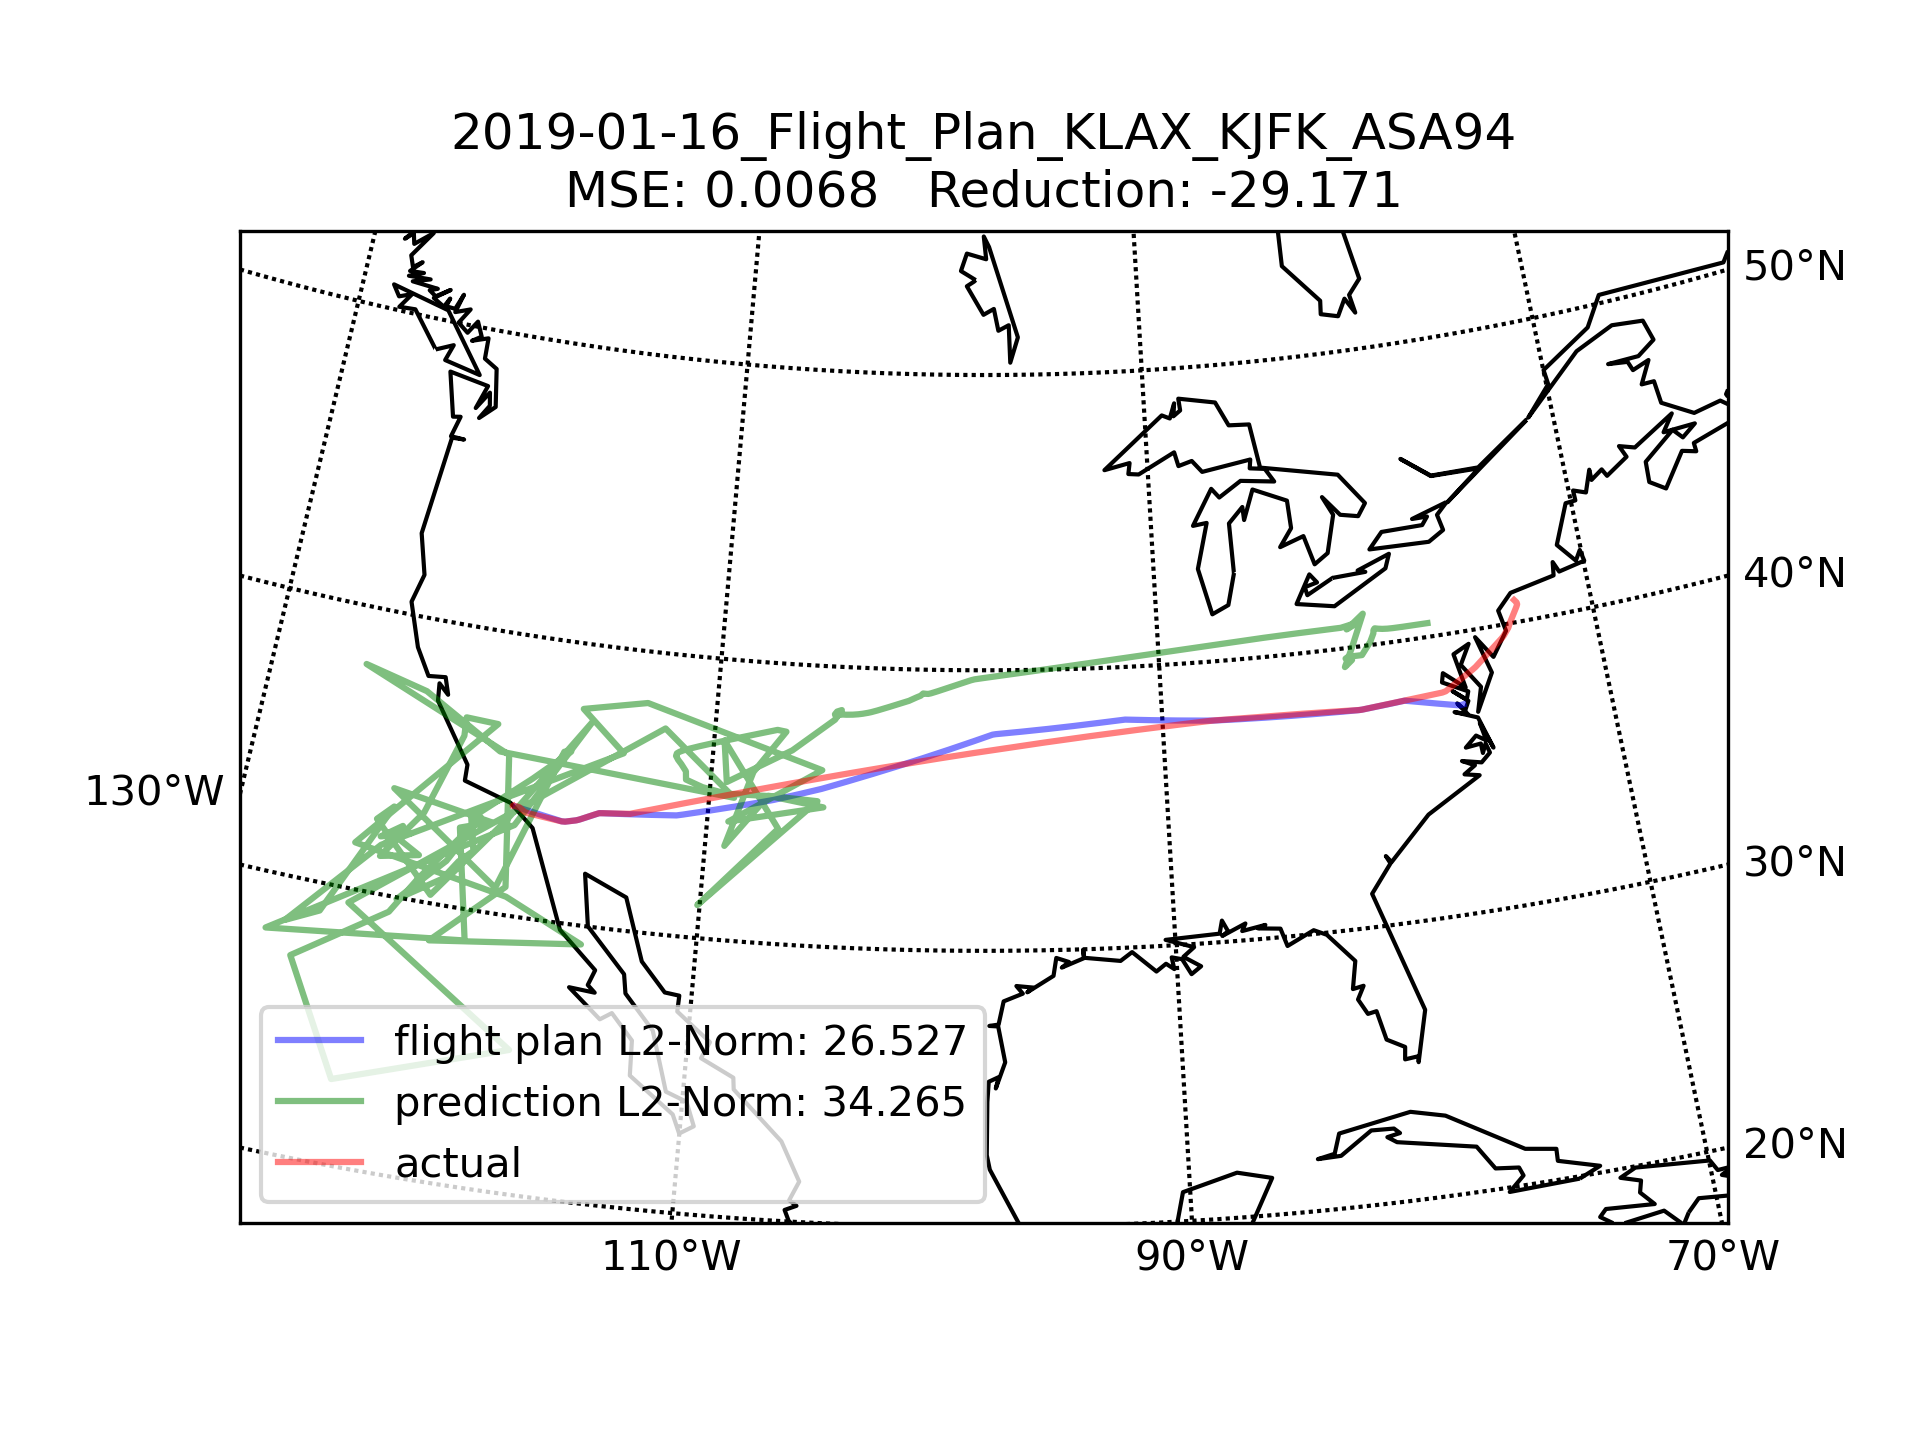 2019-01-16_Flight_Plan_KLAX_KJFK_ASA94
MSE: 0.0068   Reduction: -29.171
50°N
40°N
130°W
30°N
flight plan L2-Norm: 26.527
prediction L2-Norm: 34.265
20°N
actual
110°W
90°W
70°W